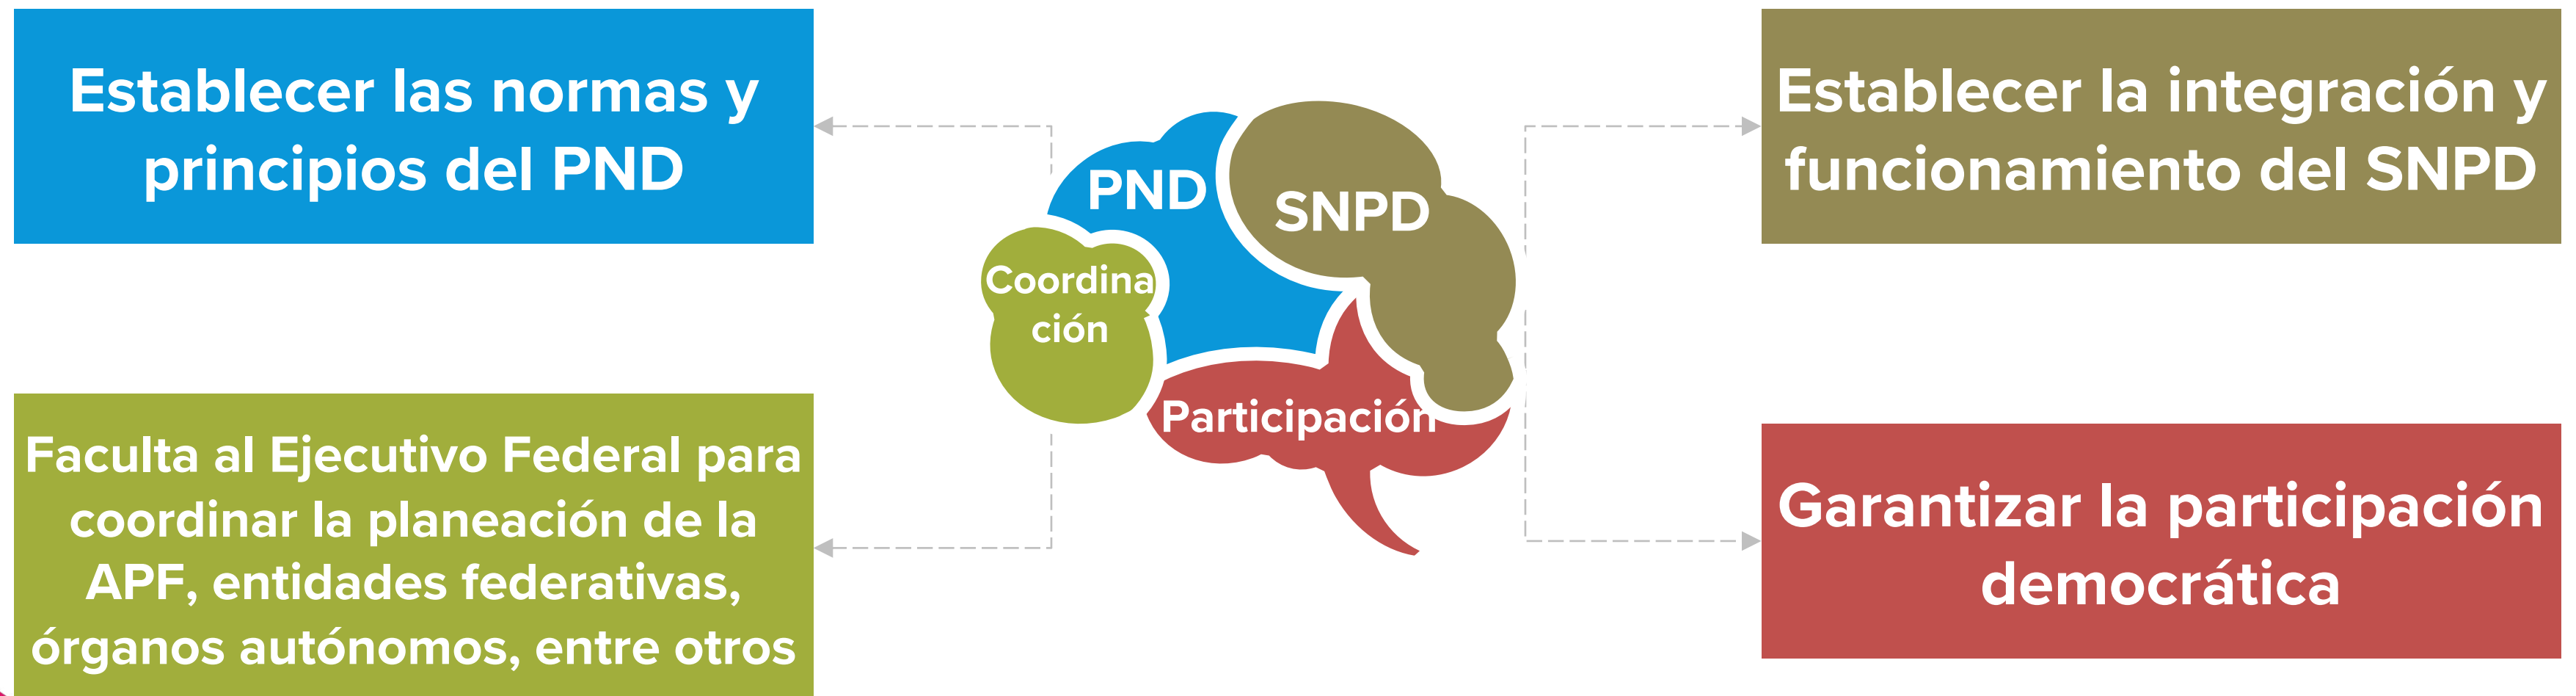 Establecer las normas y
principios del PND
Establecer la integración y
funcionamiento del SNPD
PND
SNPD
Coordina
ción
Participación
Faculta al Ejecutivo Federal para
coordinar la planeación de la
APF, entidades federativas,
órganos autónomos, entre otros
Garantizar la participación
democrática